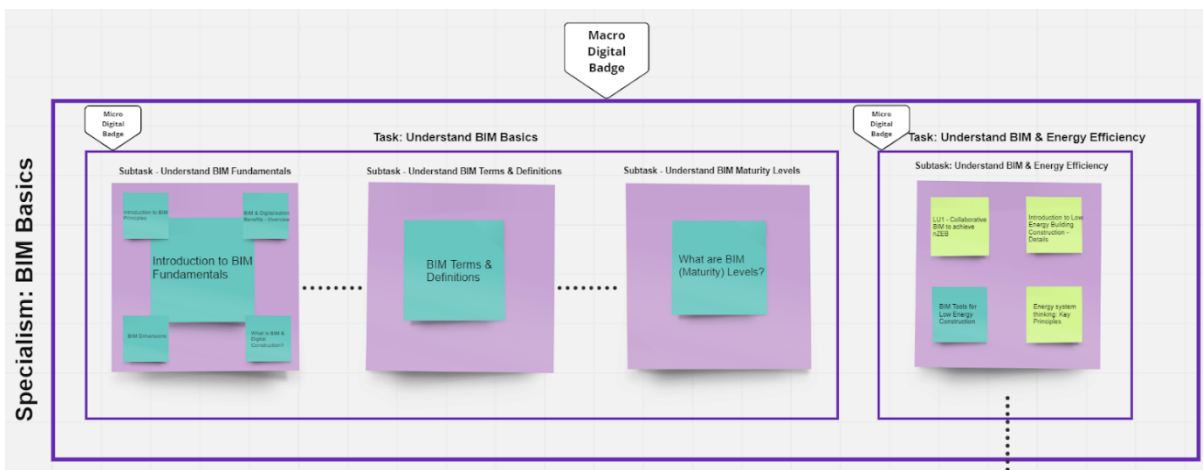 Macro
Digital
Badge
Specialism: BIM Basics
Micro
Digital
Badge
Task: Understand BIM Basics
Subtask - Understand BIM Fundamentals
Introduction to BIM
Principles
BIM & Digitalisation
Benefits - Overview
Introduction to BIM
Fundamentals
BIM Dimensions
What is BIM &
Digital
Construction?
Subtask - Understand BIM Terms & Definitions
BIM Terms &
Definitions
Subtask - Understand BIM Maturity Levels
What are BIM
(Maturity) Levels?
Micro
Digital
Badge
Task: Understand BIM & Energy Efficiency
Subtask: Understand BIM & Energy Efficiency
LU1 - Collaborative
BIM to achieve
nZEB
Introduction to Low
Energy Building
Construction -
Details
BIM Tools for
Low Energy
Construction
Energy system
thinking: Key
Principles